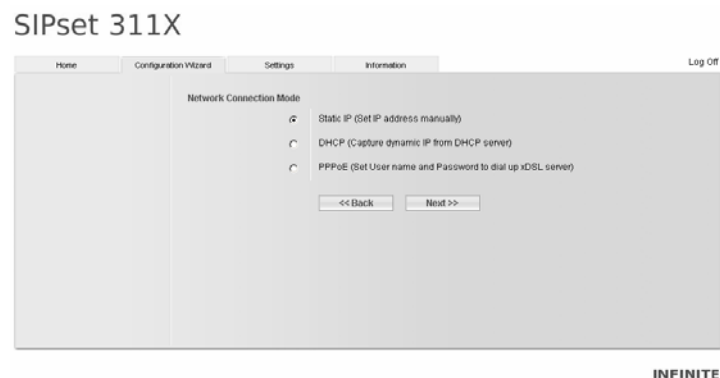 SIPset 311X
Home Configuration Wizard Settings Information Log Off
Network Connection Mode
Static IP (Set IP address manually)
DHCP (Capture dynamic IP from DHCP server)
PPPoE (Set User name and Password to dial up xDSL server)
<< Back Next >>
INFINITE